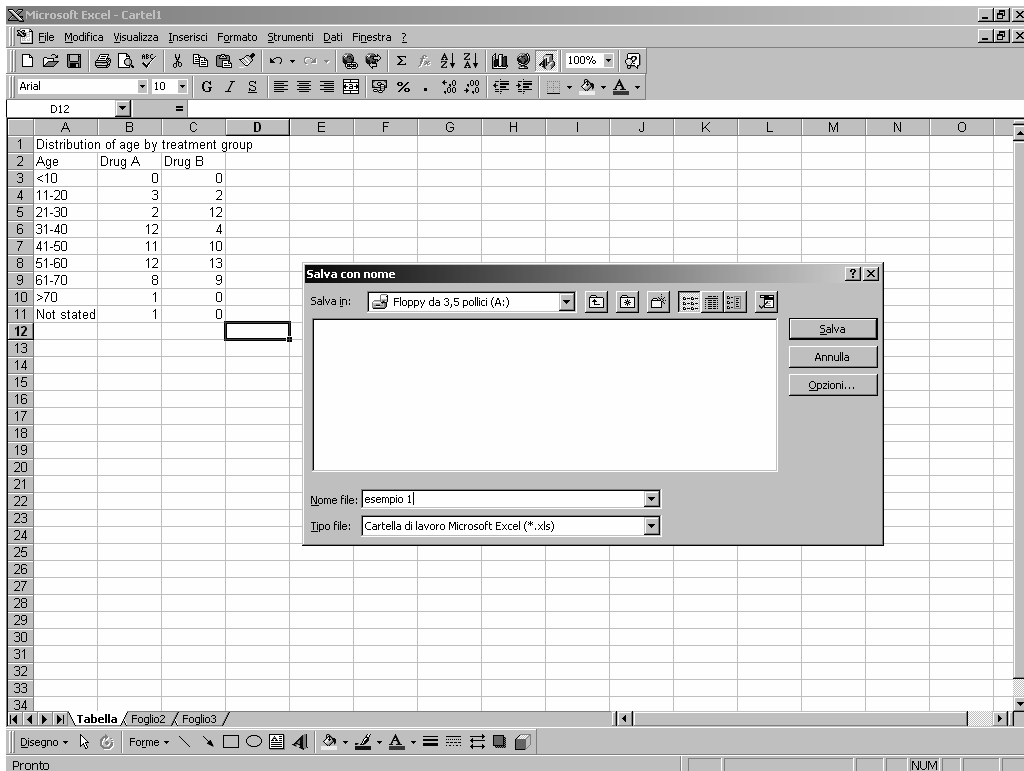 Microsoft Excel - Cartel1
File Modifica Visualizza Inserisci Formato Strumenti Dati Finestra ?
100%
Arial 10 G I S
D12 =
A B C D E F G H I J K L M N O
1 Distribution of age by treatment group
2 Age Drug A Drug B
3 <10 0 0
4 11-20 3 2
5 21-30 2 12
6 31-40 12 4
7 41-50 11 10
8 51-60 12 13
9 61-70 8 9
10 >70 1 0
11 Not stated 1 0
12
13
14
15
16
17
18
19
20
21
22
23
24
25
26
27
28
29
30
31
32
33
34
Salva con nome
Salva in: Floppy da 3,5 pollici (A:)
Salva
Annulla
Opzioni...
Nome file: esempio 1
Tipo file: Cartella di lavoro Microsoft Excel (*.xls)
Tabella Foglio2 Foglio3
Disegno Forme
Pronto NUM